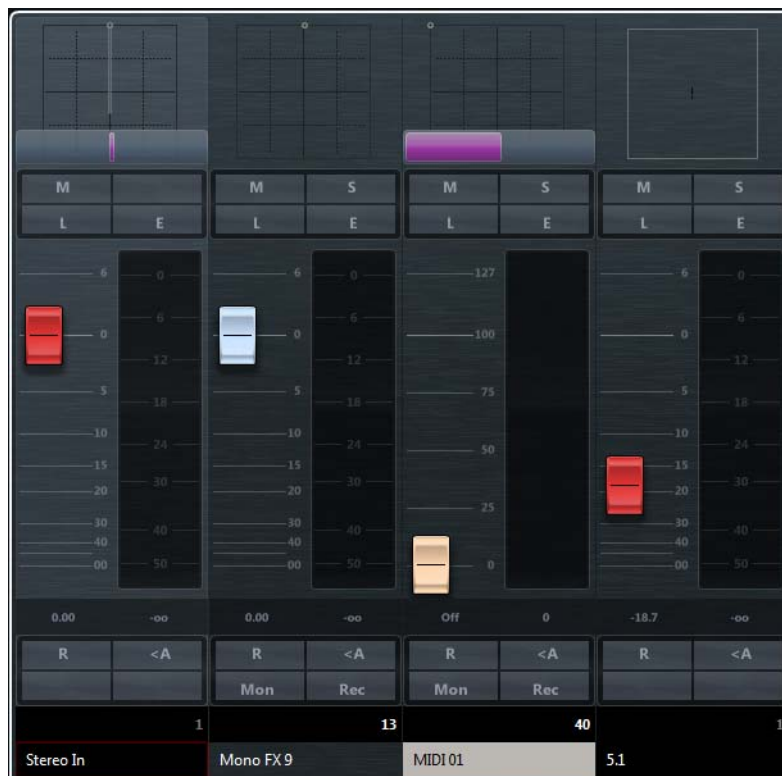 M M S M S M S
L E L E L E L E
6 0 6 0 127 6 0
0 6 0 6 100 0 6
12 12 12
5 18 5 18 75 5 18
10 24 10 24 50 10 24
15 30 15 30 15 30
20 20 25 20
30 40 30 40 30 40
40 40 40
00 50 00 50 0 00 50
0.00 -oo 0.00 -oo Off 0 -18.7 -oo
R <A R <A R <A R <A
Mon Rec Mon Rec
1 13 40 1
Stereo In Mono FX 9 MIDI 01 5.1